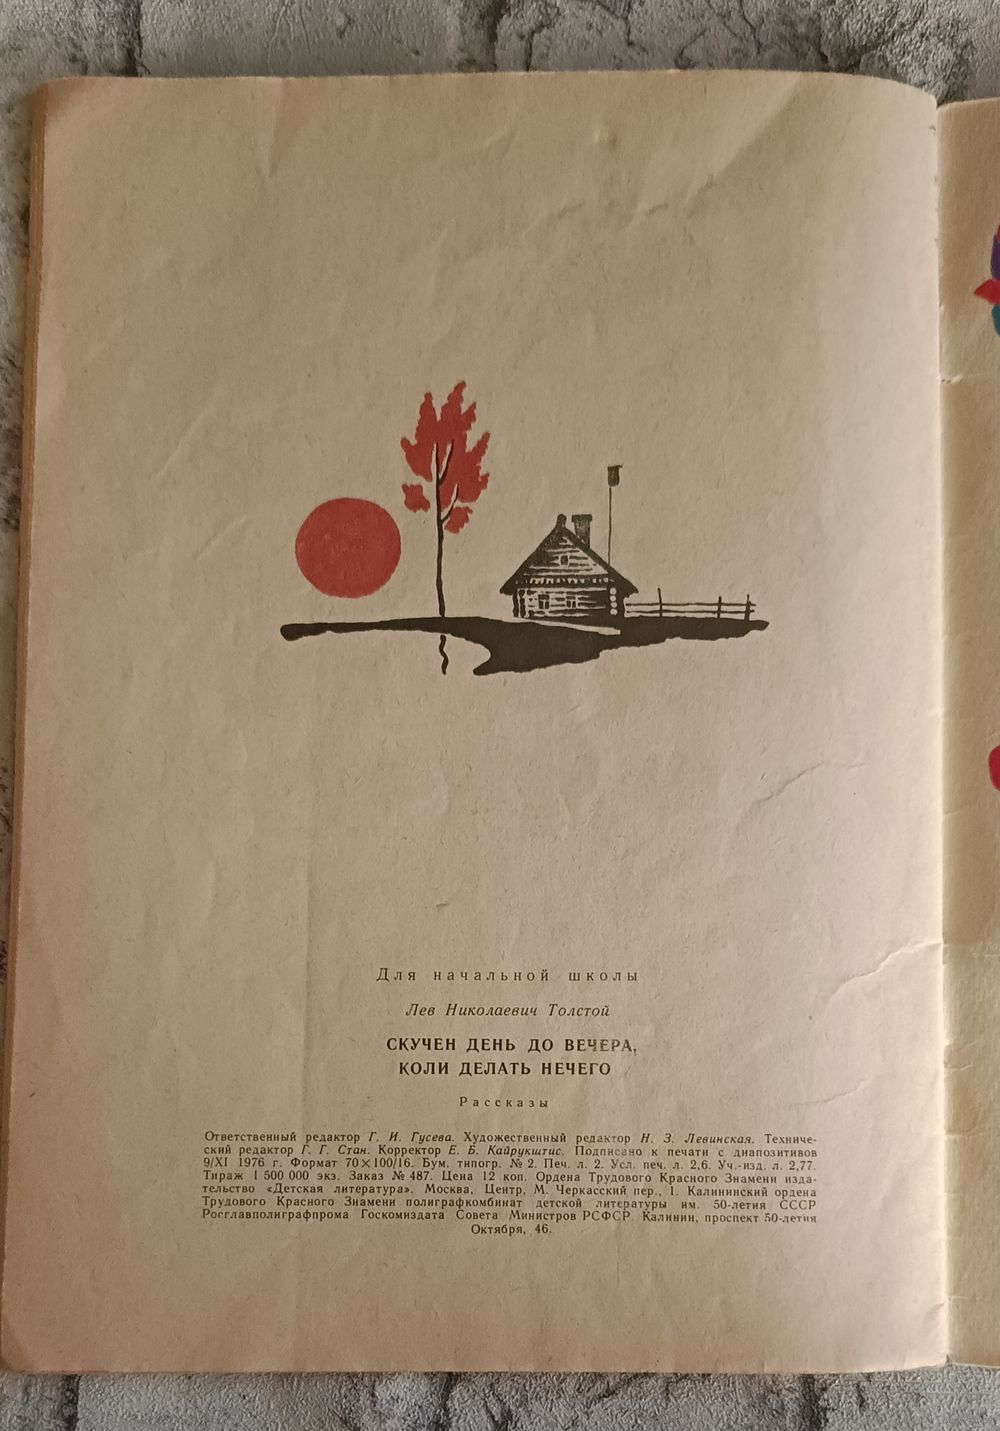 Для начальной школы
Лев Николаевич Толстой
СКУЧЕН ДЕНЬ ДО ВЕЧЕРА,
КОЛИ ДЕЛАТЬ НЕЧЕГО
Рассказы
Ответственный редактор Г. И. Гусева. Художественный редактор Н. З. Левинская. Техниче-
ский редактор Г. Г. Стан. Корректор Е. Б. Кайрукштис. Подписано к печати с диапозитивов
9/XI 1976 г. Формат 70×100/16. Бум. типогр. № 2. Печ. л. 2. Усл. печ. л. 2,6. Уч.-изд. л. 2,77.
Тираж 1 500 000 экз. Заказ № 487. Цена 12 коп. Ордена Трудового Красного Знамени изда-
тельство «Детская литература». Москва, Центр, М. Черкасский пер., 1. Калининский ордена
Трудового Красного Знамени полиграфкомбинат детской литературы им. 50-летия СССР
Росглавполиграфпрома Госкомиздата Совета Министров РСФСР. Калинин, проспект 50-летия
Октября, 46.